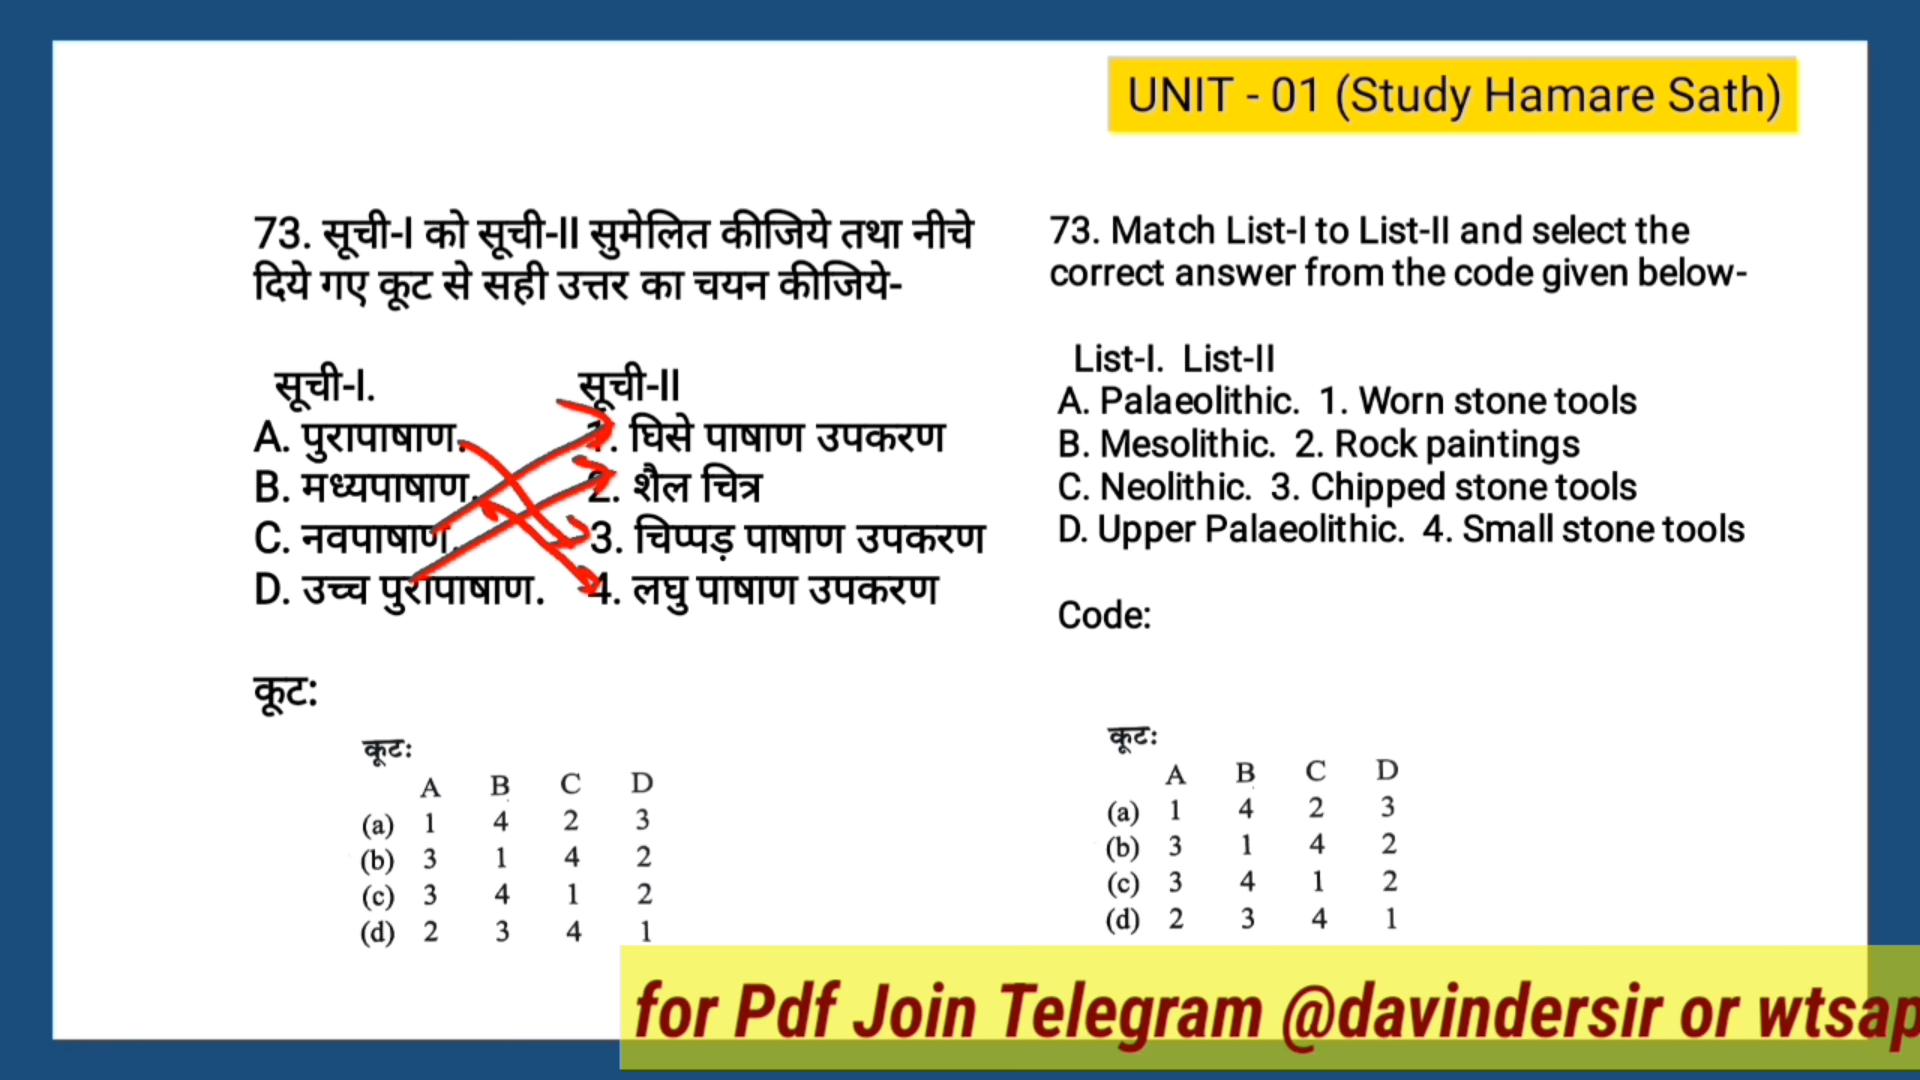 UNIT - 01 (Study Hamare Sath)
73. सूची-I को सूची-II सुमेलित कीजिये तथा नीचे
दिये गए कूट से सही उत्तर का चयन कीजिये-
सूची-I. सूची-II
A. पुरापाषाण. 1. घिसे पाषाण उपकरण
B. मध्यपाषाण. 2. शैल चित्र
C. नवपाषाण. 3. चिप्पड़ पाषाण उपकरण
D. उच्च पुरापाषाण. 4. लघु पाषाण उपकरण
कूट:
कूटः
A B C D
(a) 1 4 2 3
(b) 3 1 4 2
(c) 3 4 1 2
(d) 2 3 4 1
73. Match List-I to List-II and select the
correct answer from the code given below-
List-I. List-II
A. Palaeolithic. 1. Worn stone tools
B. Mesolithic. 2. Rock paintings
C. Neolithic. 3. Chipped stone tools
D. Upper Palaeolithic. 4. Small stone tools
Code:
कूटः
A B C D
(a) 1 4 2 3
(b) 3 1 4 2
(c) 3 4 1 2
(d) 2 3 4 1
for Pdf Join Telegram @davindersir or wtsap